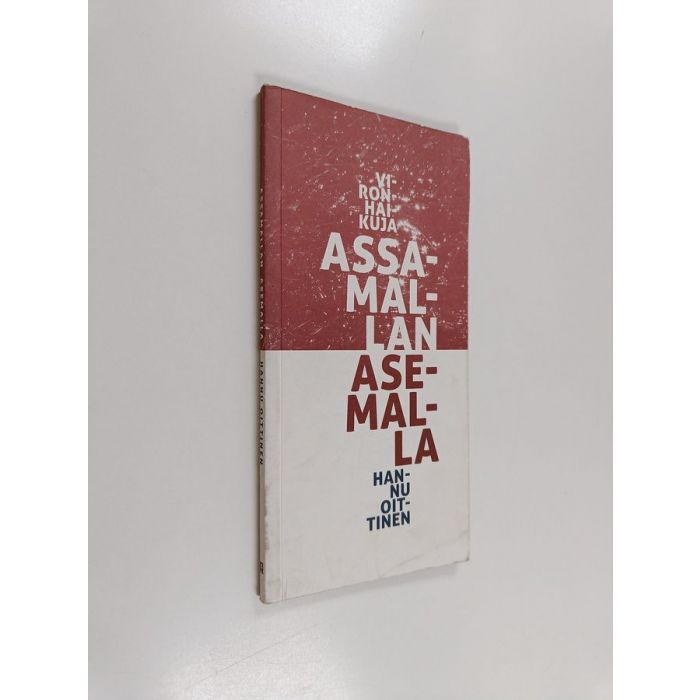 VI-
RON-
HAI-
KUJA
ASSA-
MAL-
LAN
ASE-
MAL-
LA
HAN-
NU
OIT-
TINEN
ASSAMALLAN ASEMALLA HANNU OITTINEN